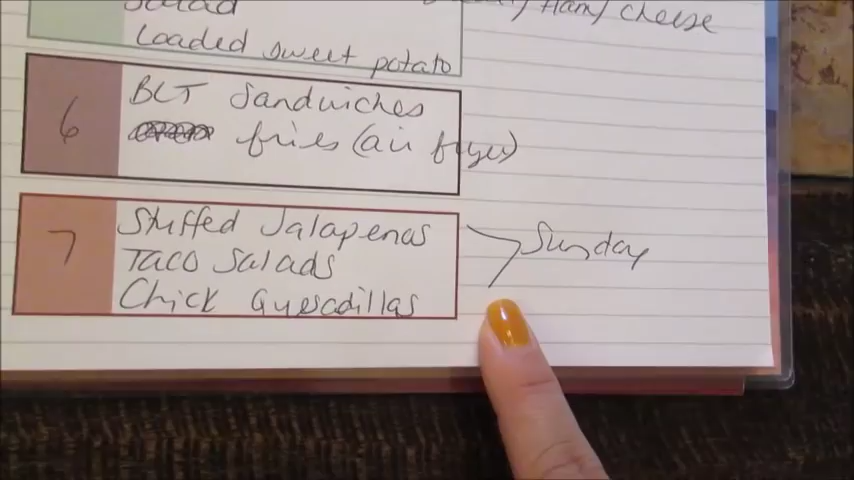 Salad
Ham/ cheese
Loaded sweet potato
6
BLT Sandwiches
fries (air fryer)
7
Stuffed Jalapenos
Sunday
Taco Salads
Chick Quesadillas